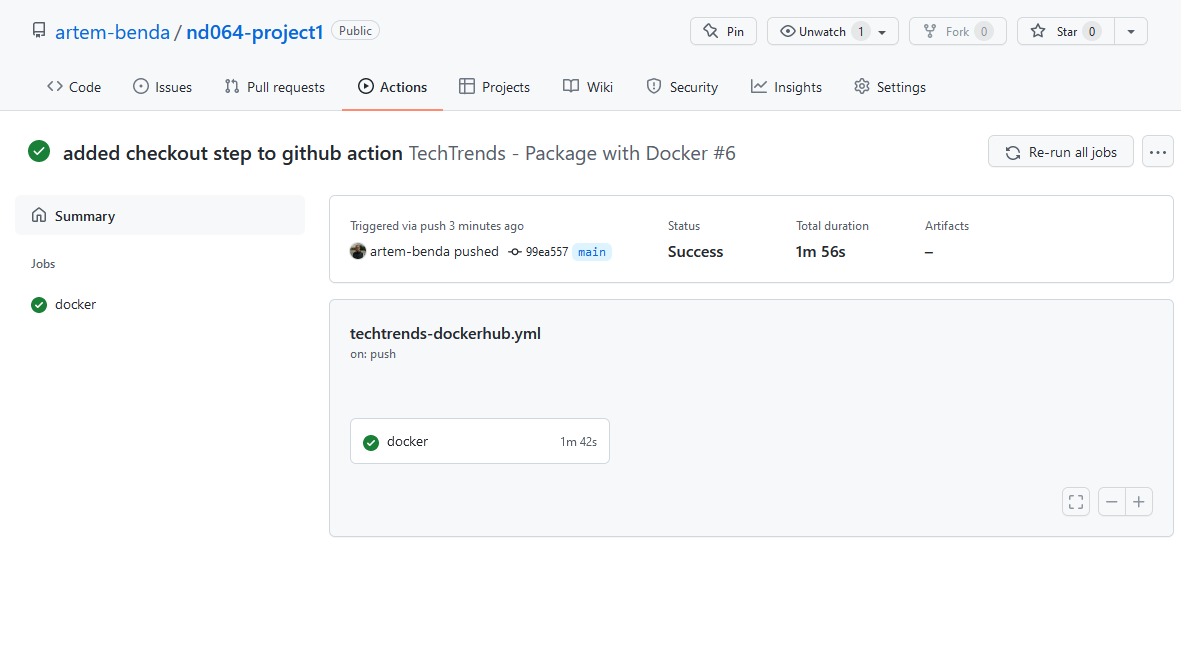 artem-benda / nd064-project1 Public Pin Unwatch 1 Fork 0 Star 0
Code Issues Pull requests Actions Projects Wiki Security Insights Settings
added checkout step to github action TechTrends - Package with Docker #6 Re-run all jobs ...
Summary
Jobs
docker
Triggered via push 3 minutes ago Status Total duration Artifacts
artem-benda pushed 99ea557 main Success 1m 56s –
techtrends-dockerhub.yml
on: push
docker 1m 42s